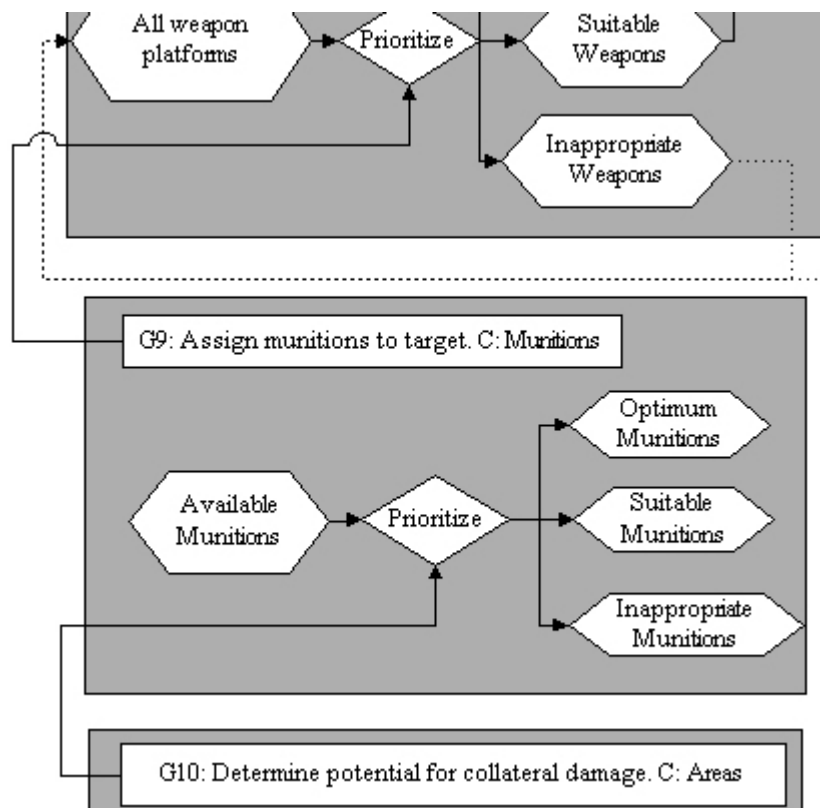 All weapon
platforms
Prioritize
Suitable
Weapons
Inappropriate
Weapons
G9: Assign munitions to target. C: Munitions
Optimum
Munitions
Available
Munitions
Prioritize
Suitable
Munitions
Inappropriate
Munitions
G10: Determine potential for collateral damage. C: Areas